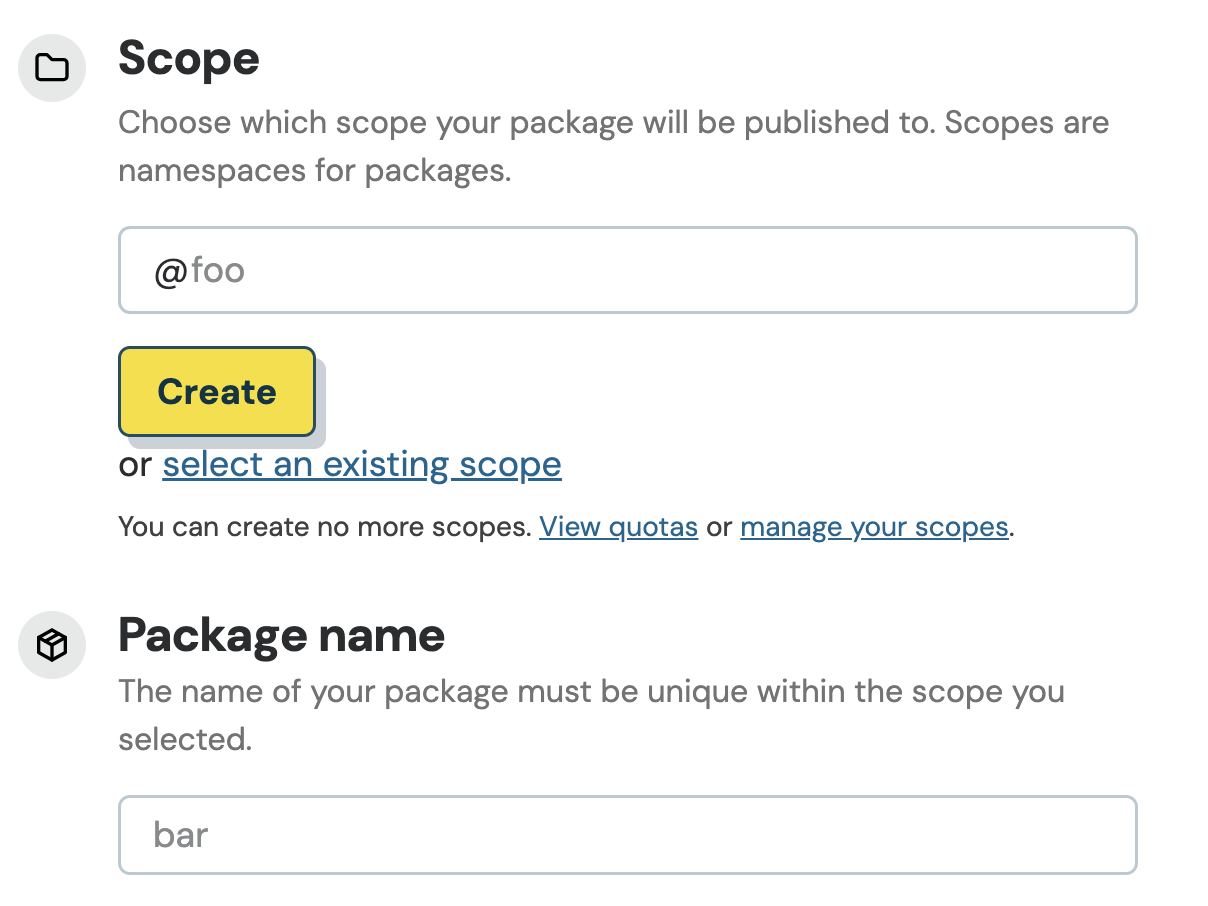 Scope
Choose which scope your package will be published to. Scopes are
namespaces for packages.
@foo
Create
or select an existing scope
You can create no more scopes. View quotas or manage your scopes.
Package name
The name of your package must be unique within the scope you
selected.
bar